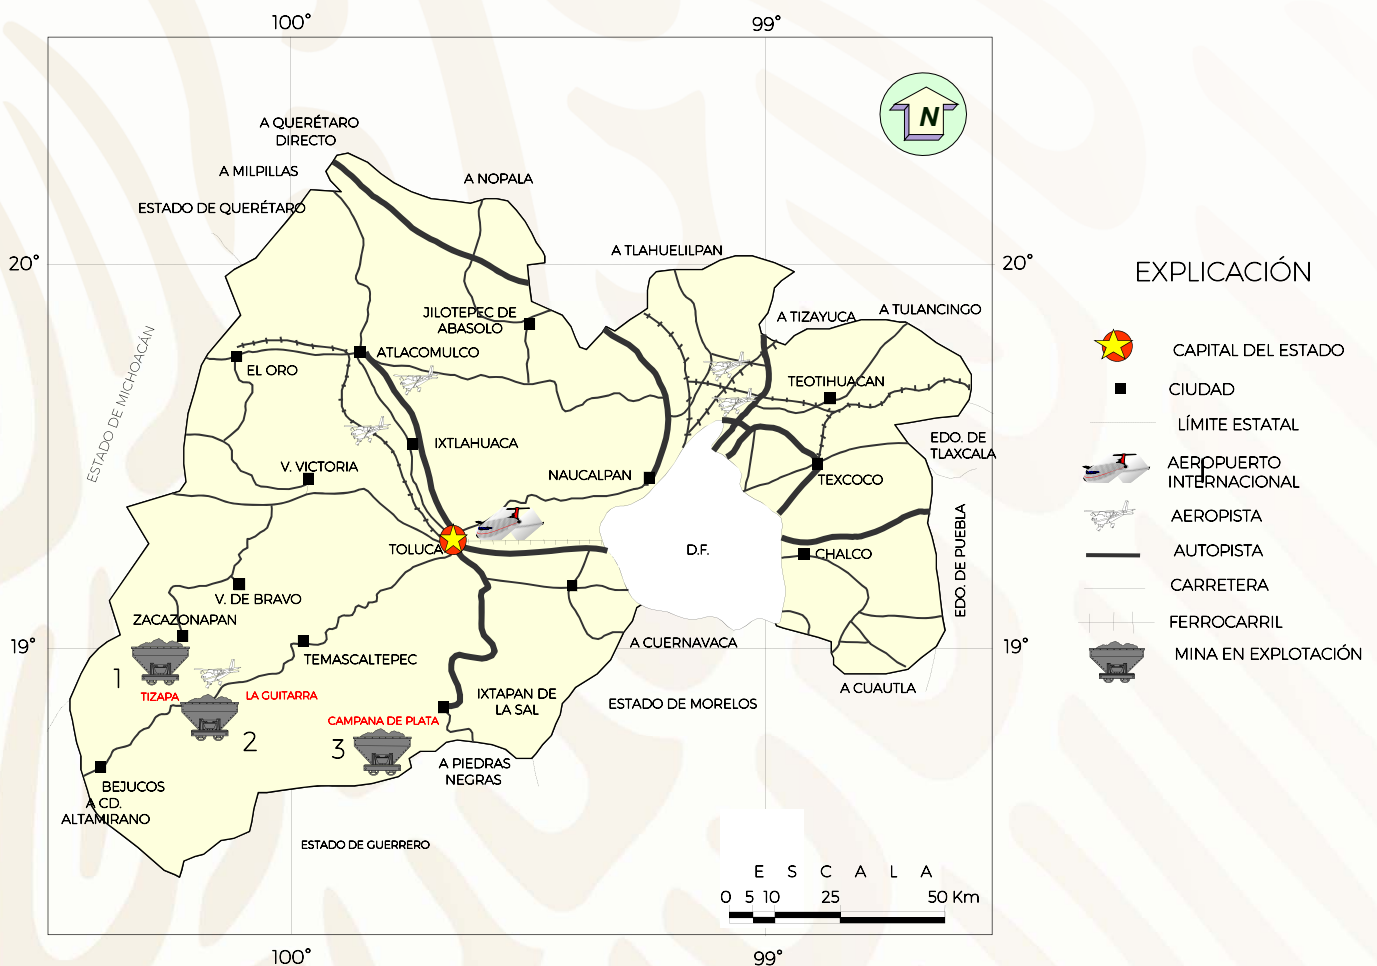 100°
99°
A QUERÉTARO
DIRECTO
A MILPILLAS
A NOPALA
ESTADO DE QUERÉTARO
N
20°
A TLAHUELILPAN
20°
EXPLICACIÓN
A TIZAYUCA
A TULANCINGO
JILOTEPEC DE
ABASOLO
ATLACOMULCO
EL ORO
TEOTIHUACAN
ESTADO DE MICHOACÁN
IXTLAHUACA
V. VICTORIA
NAUCALPAN
TEXCOCO
EDO. DE
TLAXCALA
TOLUCA
D.F.
CHALCO
EDO. DE PUEBLA
V. DE BRAVO
ZACAZONAPAN
TEMASCALTEPEC
A CUERNAVACA
19°
19°
1
TIZAPA
LA GUITARRA
2
CAMPANA DE PLATA
3
IXTAPAN DE
LA SAL
ESTADO DE MORELOS
A CUAUTLA
A PIEDRAS
NEGRAS
BEJUCOS
A CD.
ALTAMIRANO
ESTADO DE GUERRERO
CAPITAL DEL ESTADO
CIUDAD
LÍMITE ESTATAL
AEROPUERTO
INTERNACIONAL
AEROPISTA
AUTOPISTA
CARRETERA
FERROCARRIL
MINA EN EXPLOTACIÓN
E S C A L A
0 5 10 25 50 Km
100°
99°